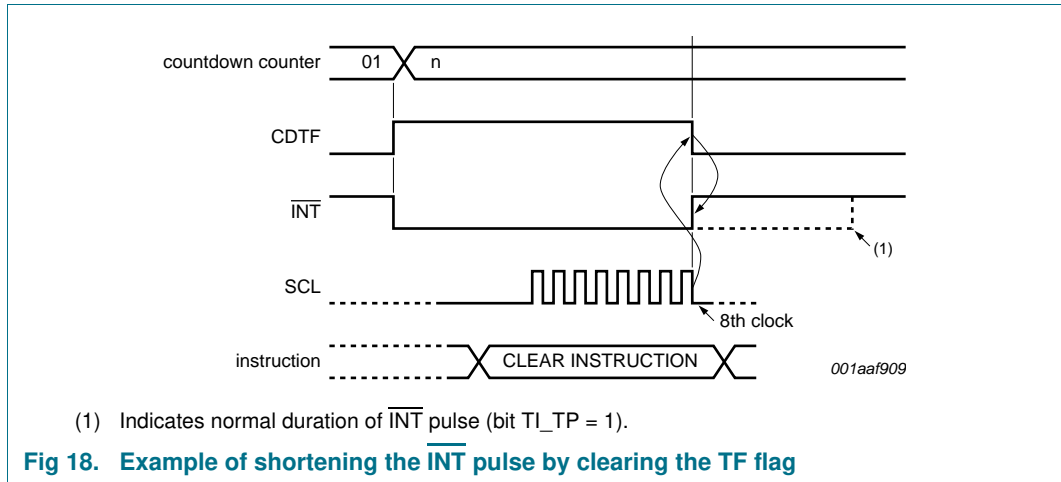 countdown counter 01 n
CDTF
INT
(1)
SCL
8th clock
instruction CLEAR INSTRUCTION
001aaf909
(1) Indicates normal duration of INT pulse (bit TI_TP = 1).
Fig 18. Example of shortening the INT pulse by clearing the TF flag